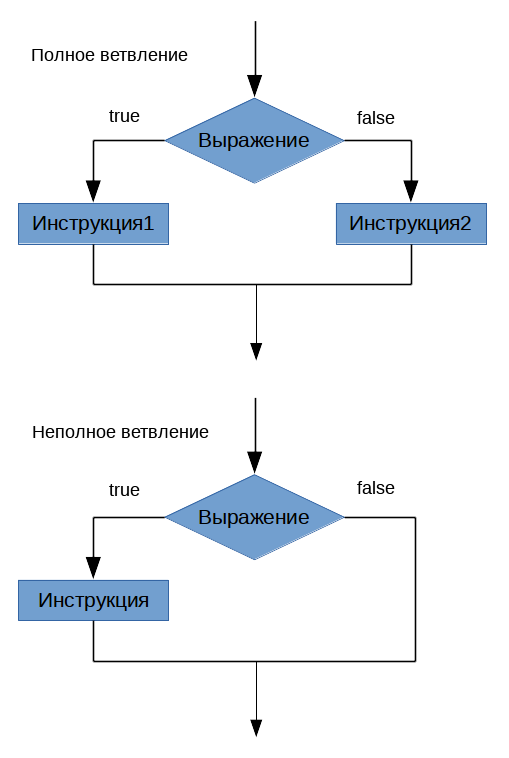 Полное ветвление
true
false
Выражение
Инструкция1
Инструкция2
Неполное ветвление
true
false
Выражение
Инструкция